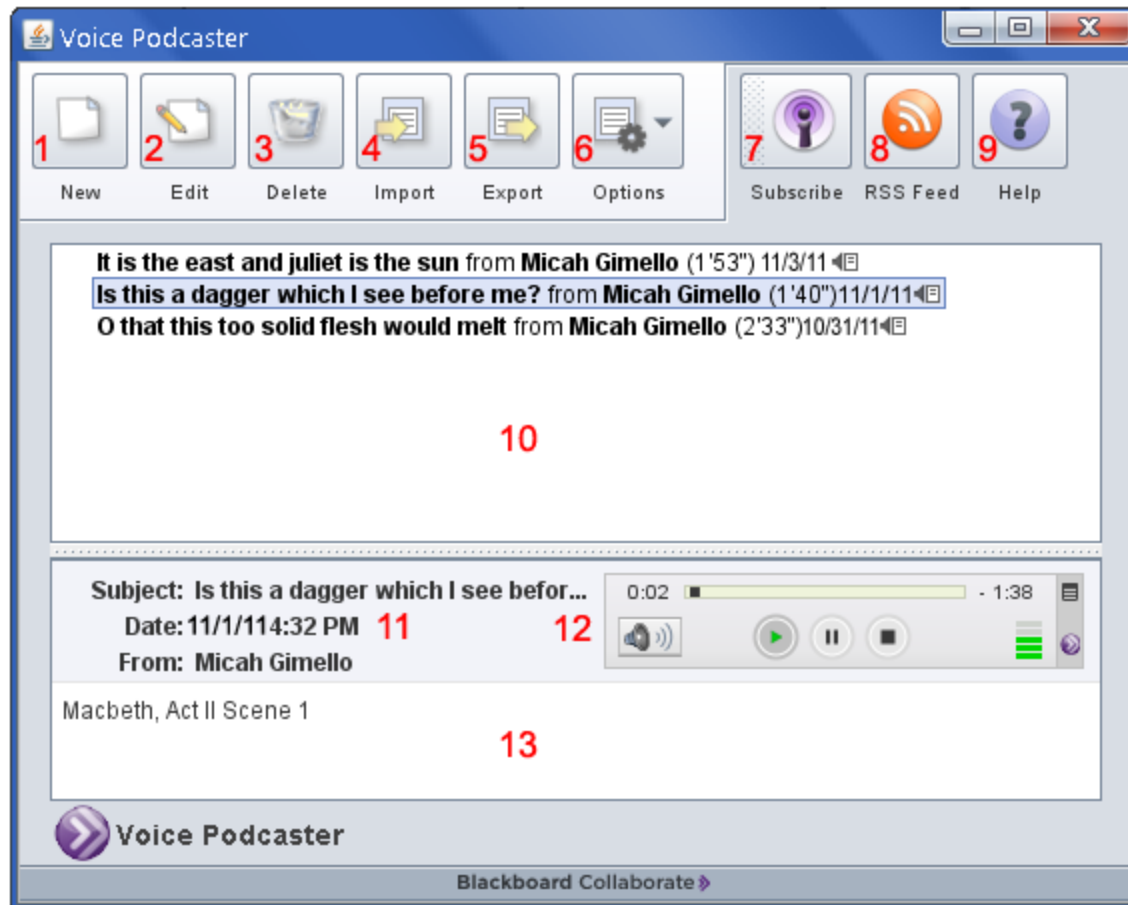 Voice Podcaster
1 2 3 4 5 6 7 8 9
New Edit Delete Import Export Options Subscribe RSS Feed Help
It is the east and juliet is the sun from Micah Gimello (1'53") 11/3/11
Is this a dagger which I see before me? from Micah Gimello (1'40")11/1/11
O that this too solid flesh would melt from Micah Gimello (2'33")10/31/11
10
Subject: Is this a dagger which I see befor... 0:02 - 1:38
Date: 11/1/114:32 PM 11 12
From: Micah Gimello
Macbeth, Act II Scene 1
13
Voice Podcaster
Blackboard Collaborate